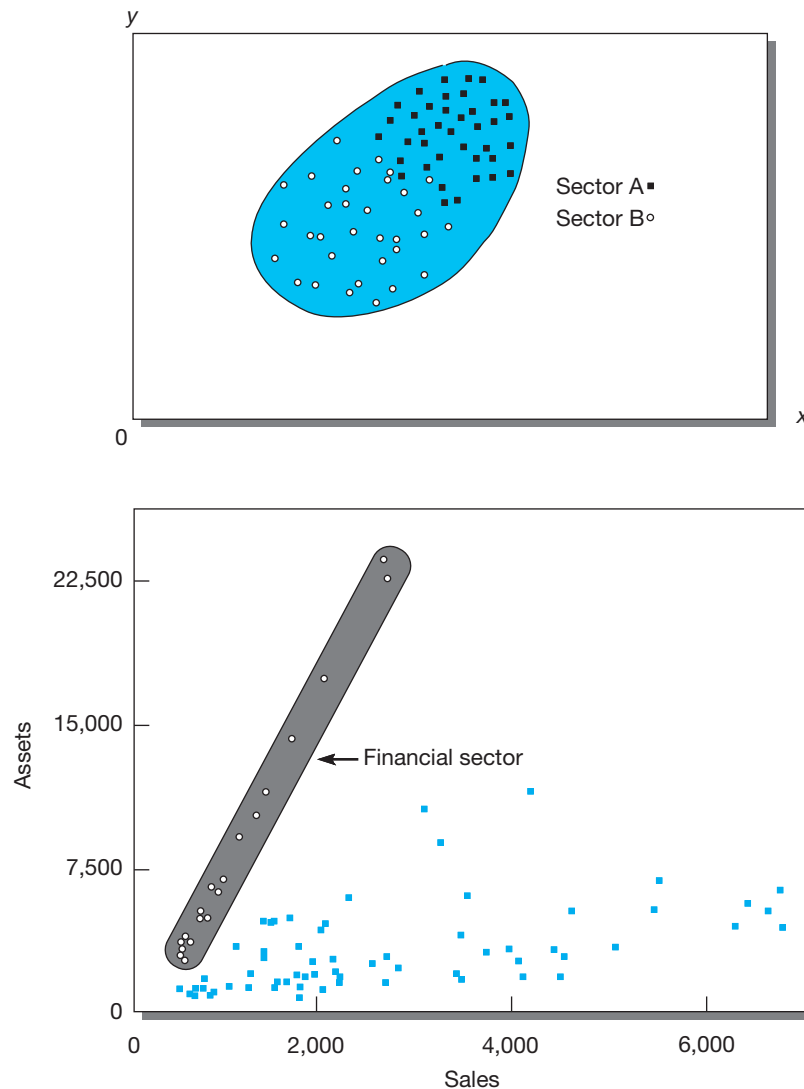 y
Sector A
Sector B
x
0
22,500
15,000
Financial sector
Assets
7,500
0
0
2,000
4,000
6,000
Sales